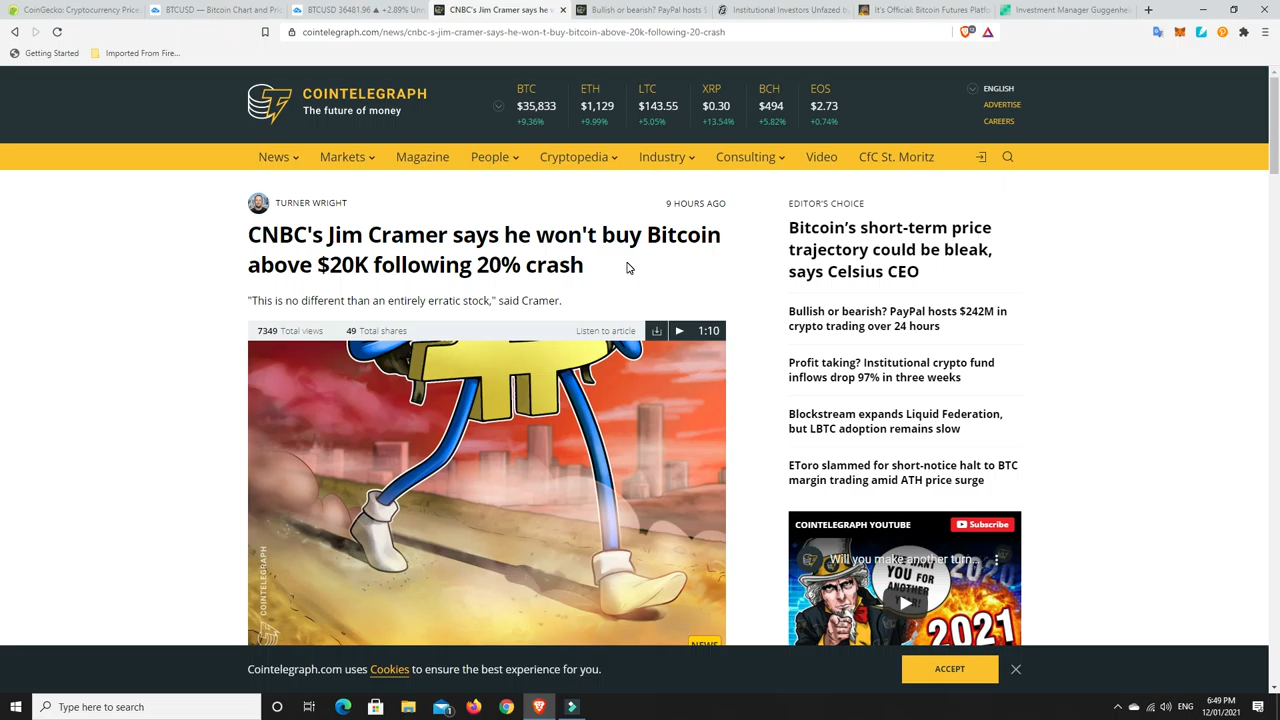 CoinGecko: Cryptocurrency Prices
BTCUSD — Bitcoin Chart and Pric
BTCUSD 36481.96 ▲ +2.89% Unn
CNBC's Jim Cramer says he w
Bullish or bearish? PayPal hosts $
Institutional Investors Unfazed b
It's Official: Bitcoin Futures Platfo
Investment Manager Guggenhe
cointelegraph.com/news/cnbc-s-jim-cramer-says-he-won-t-buy-bitcoin-above-20k-following-20-crash
Getting Started
Imported From Fire...
COINTELEGRAPH
The future of money
BTC ETH LTC XRP BCH EOS
$35,833 $1,129 $143.55 $0.30 $494 $2.73
+9.36% +9.99% +5.05% +13.54% +5.82% +0.74%
ENGLISH
ADVERTISE
CAREERS
News Markets Magazine People Cryptopedia Industry Consulting Video CfC St. Moritz
TURNER WRIGHT
9 HOURS AGO
CNBC's Jim Cramer says he won't buy Bitcoin
above $20K following 20% crash
"This is no different than an entirely erratic stock," said Cramer.
7349 Total views 49 Total shares Listen to article 1:10
COINTELEGRAPH
NEWS
EDITOR'S CHOICE
Bitcoin's short-term price
trajectory could be bleak,
says Celsius CEO
Bullish or bearish? PayPal hosts $242M in
crypto trading over 24 hours
Profit taking? Institutional crypto fund
inflows drop 97% in three weeks
Blockstream expands Liquid Federation,
but LBTC adoption remains slow
EToro slammed for short-notice halt to BTC
margin trading amid ATH price surge
COINTELEGRAPH YOUTUBE
Subscribe
Will you make another turn...
YOU FOR
ANOTHER
2020
2021
Cointelegraph.com uses Cookies to ensure the best experience for you.
ACCEPT
Type here to search
ENG
6:49 PM
12/01/2021